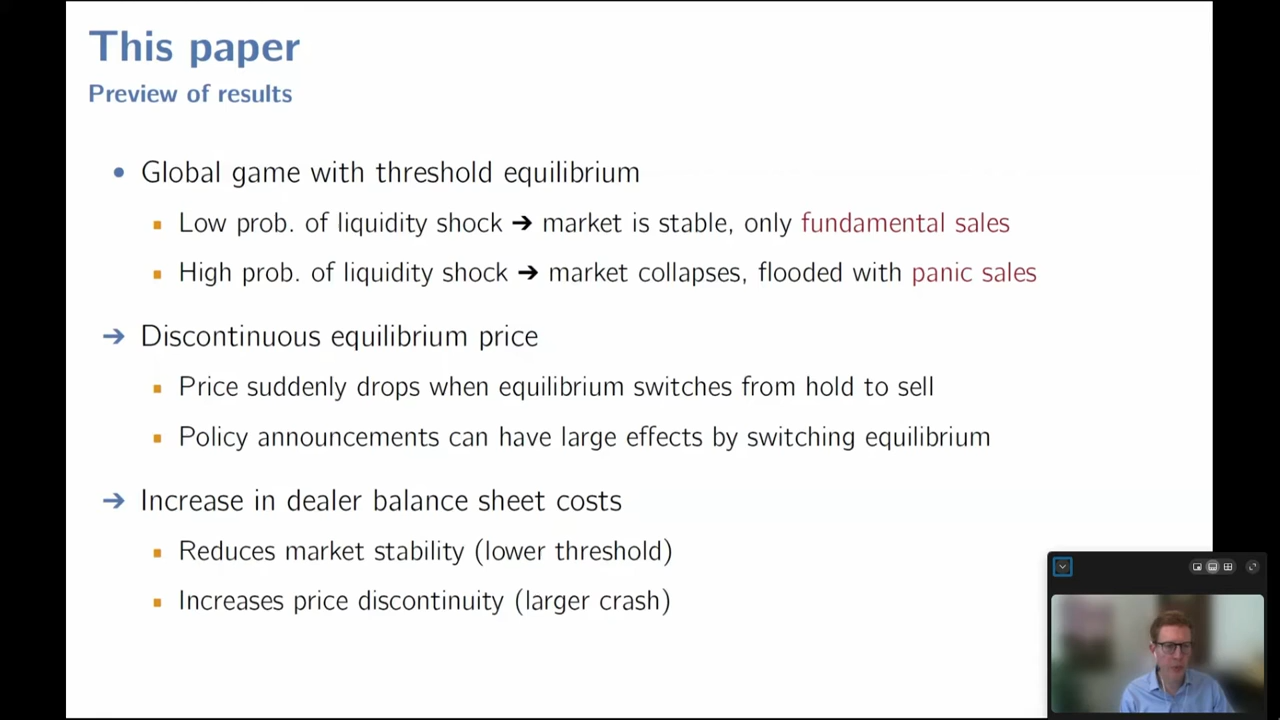 This paper
Preview of results
• Global game with threshold equilibrium
▪ Low prob. of liquidity shock ➔ market is stable, only fundamental sales
▪ High prob. of liquidity shock ➔ market collapses, flooded with panic sales
➔ Discontinuous equilibrium price
▪ Price suddenly drops when equilibrium switches from hold to sell
▪ Policy announcements can have large effects by switching equilibrium
➔ Increase in dealer balance sheet costs
▪ Reduces market stability (lower threshold)
▪ Increases price discontinuity (larger crash)